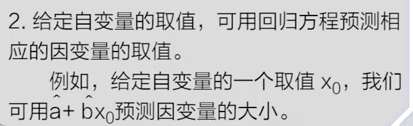 2. 给定自变量的取值，可用回归方程预测相
应的因变量的取值。
例如，给定自变量的一个取值 x₀，我们
可用â+ b̂x₀预测因变量的大小。